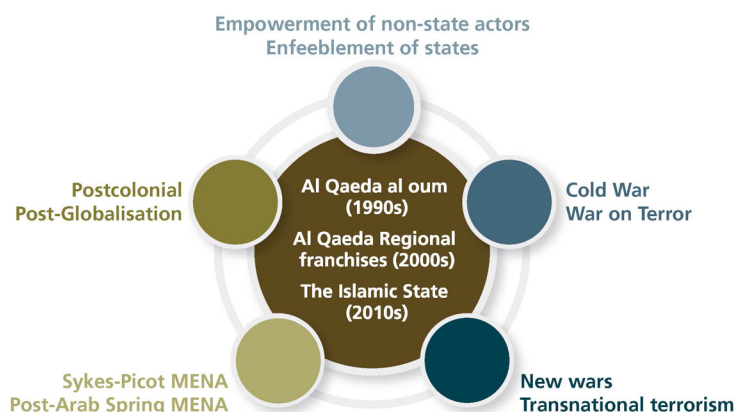 Empowerment of non-state actors
Enfeeblement of states
Postcolonial
Post-Globalisation
Al Qaeda al oum
(1990s)
Al Qaeda Regional
franchises (2000s)
The Islamic State
(2010s)
Cold War
War on Terror
Sykes-Picot MENA
Post-Arab Spring MENA
New wars
Transnational terrorism